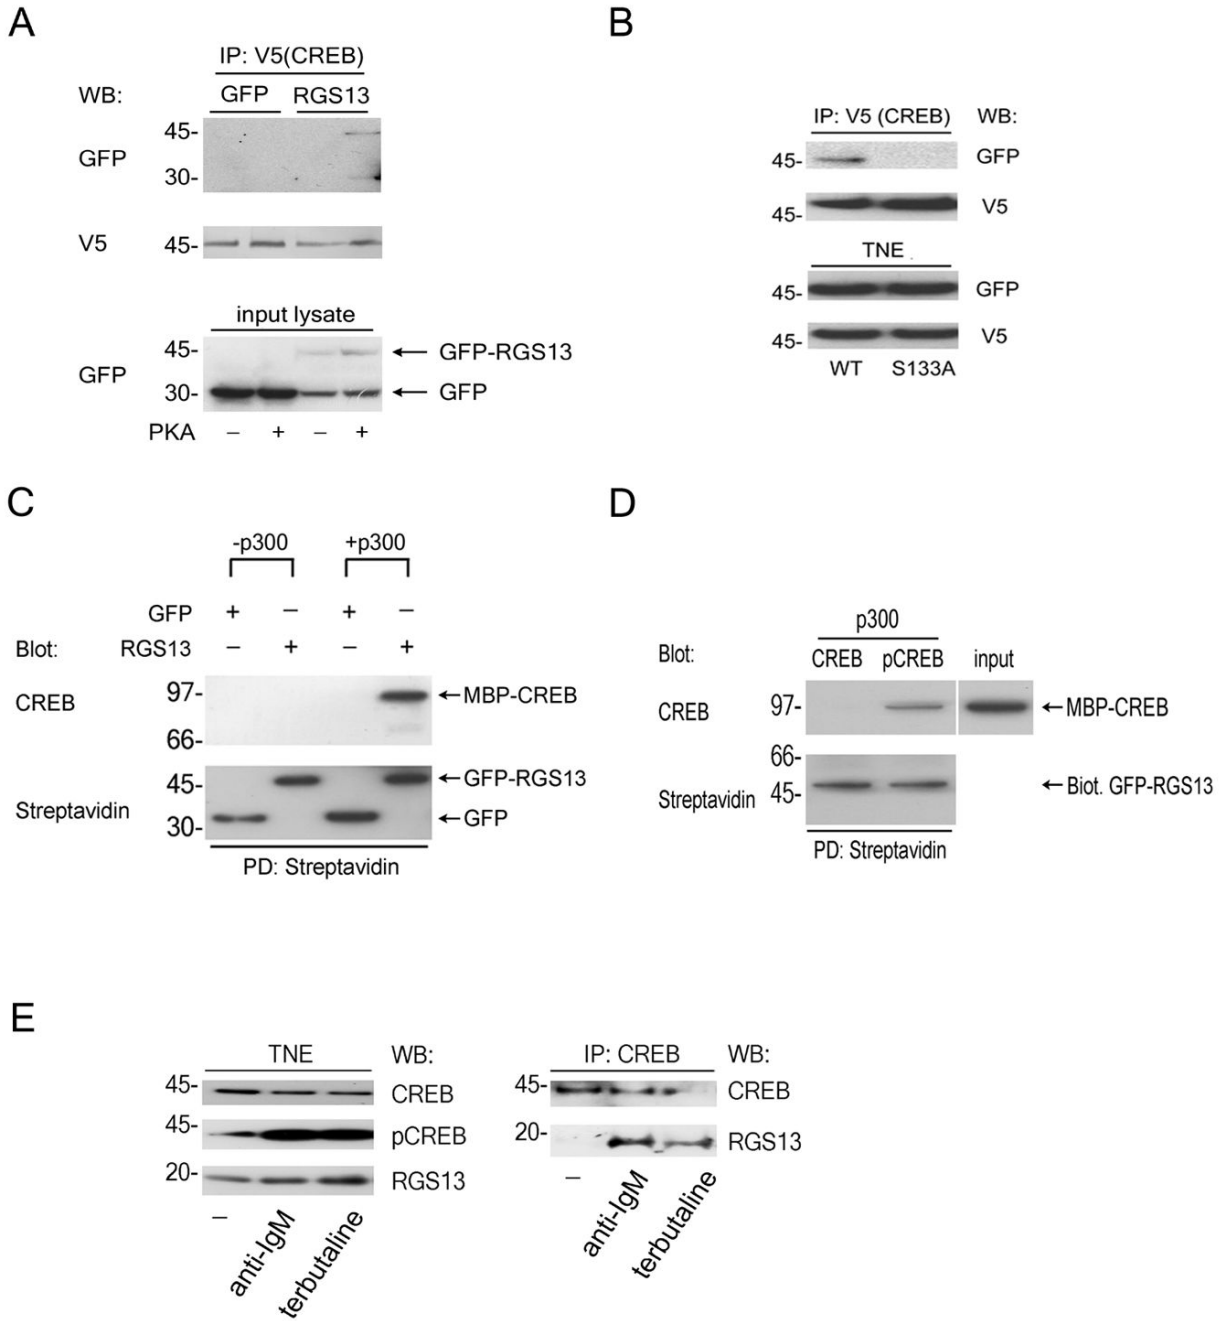 A
IP: V5(CREB)
WB: GFP RGS13
45-
GFP
30-
V5 45-
input lysate
45- GFP-RGS13
GFP
30- GFP
PKA – + – +
B
IP: V5 (CREB) WB:
45- GFP
45- V5
TNE
45- GFP
45- V5
WT S133A
C
-p300 +p300
GFP + – + –
Blot: RGS13 – + – +
CREB 97- MBP-CREB
66-
45- GFP-RGS13
Streptavidin
30- GFP
PD: Streptavidin
D
p300
Blot: CREB pCREB input
CREB 97- MBP-CREB
66-
Streptavidin 45- Biot. GFP-RGS13
PD: Streptavidin
E
TNE WB:
45- CREB
45- pCREB
20- RGS13
– anti-IgM terbutaline
IP: CREB WB:
45- CREB
20- RGS13
– anti-IgM terbutaline